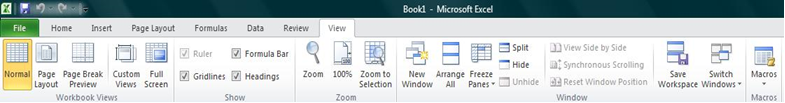 Book1 - Microsoft Excel
File Home Insert Page Layout Formulas Data Review View
Normal
Page
Layout
Page Break
Preview
Custom
Views
Full
Screen
Workbook Views
Ruler
Formula Bar
Gridlines
Headings
Show
Zoom
100%
Zoom to
Selection
Zoom
New
Window
Arrange
All
Freeze
Panes
Split
Hide
Unhide
View Side by Side
Synchronous Scrolling
Reset Window Position
Save
Workspace
Switch
Windows
Window
Macros
Macros